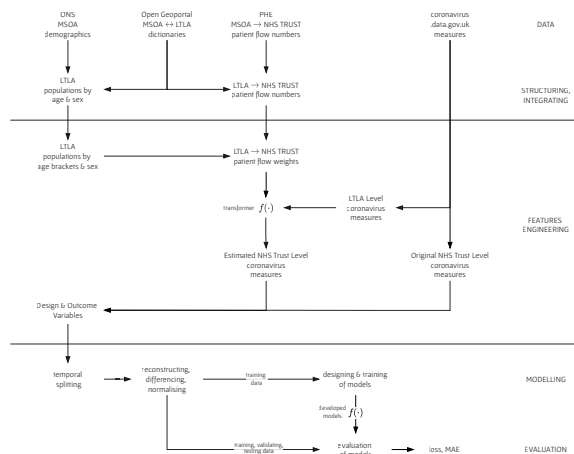 ONS
MSOA
demographics
Open Geoportal
MSOA ↔ LTLA
dictionaries
PHE
MSOA → NHS TRUST
patient flow numbers
coronavirus
.data.gov.uk
measures
DATA
LTLA
populations by
age & sex
LTLA → NHS TRUST
patient flow numbers
STRUCTURING,
INTEGRATING
LTLA
populations by
age brackets & sex
LTLA → NHS TRUST
patient flow weights
transformer f(·)
LTLA Level
coronavirus
measures
FEATURES
ENGINEERING
Estimated NHS Trust Level
coronavirus
measures
Original NHS Trust Level
coronavirus
measures
Design & Outcome
Variables
temporal
splitting
reconstructing,
differencing,
normalising
training
data
designing & training
of models
MODELLING
developed
models f(·)
training, validating,
testing data
evaluation
of models
loss, MAE
EVALUATION